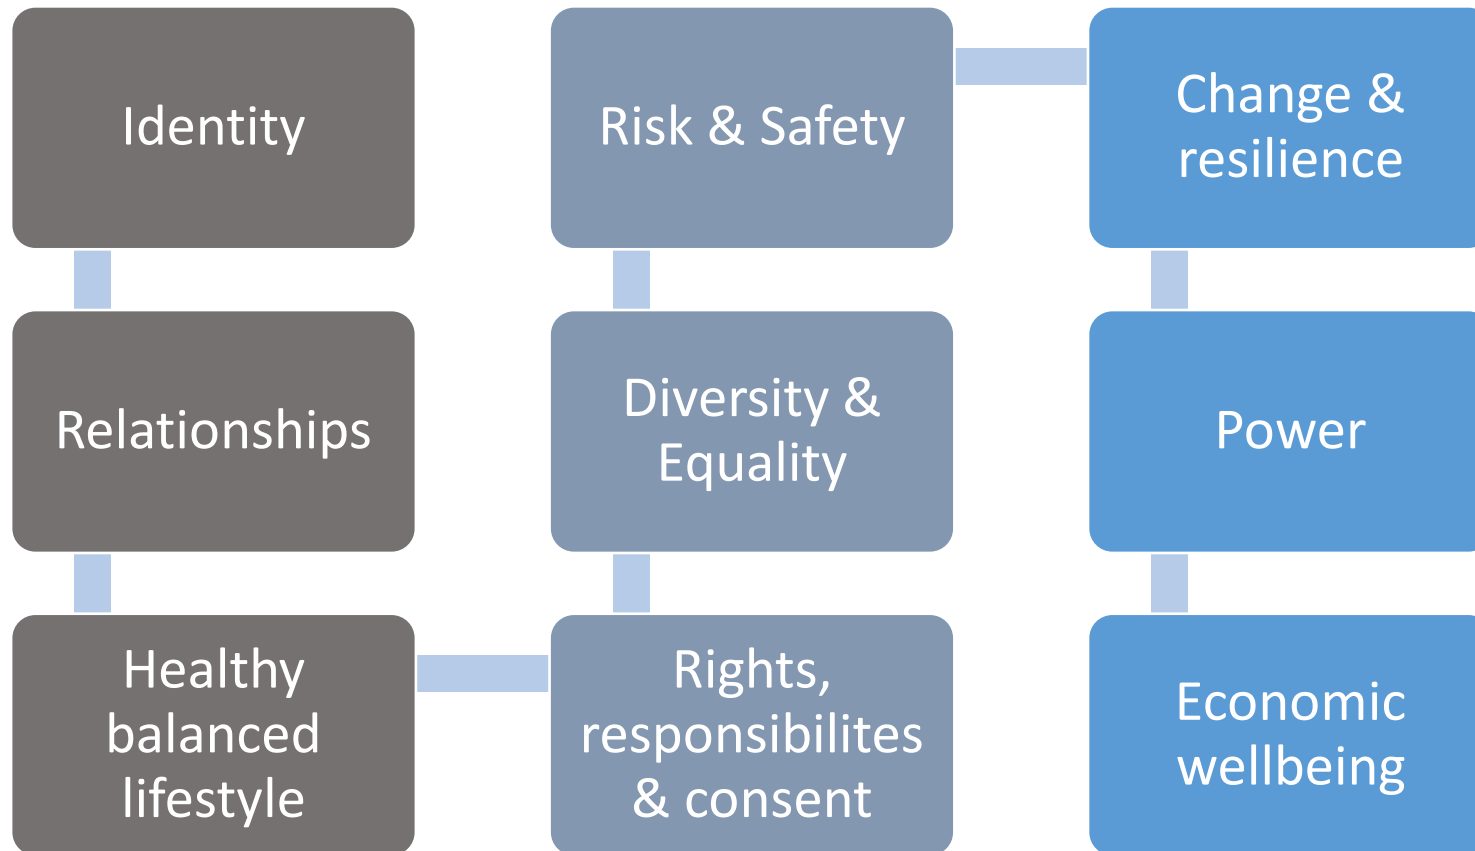 Identity
Relationships
Healthy
balanced
lifestyle
Rights,
responsibilites
& consent
Diversity &
Equality
Risk & Safety
Change &
resilience
Power
Economic
wellbeing